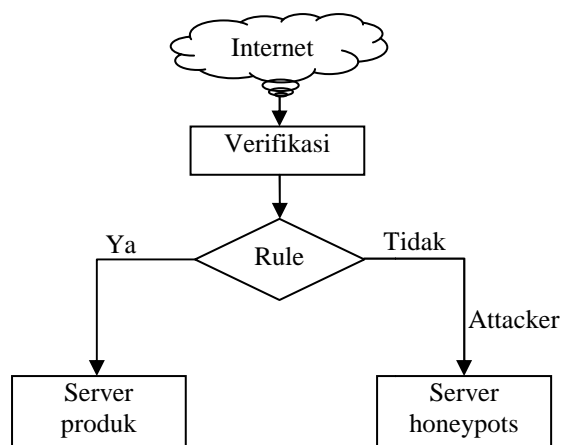 Internet
Verifikasi
Ya
Rule
Tidak
Attacker
Server
produk
Server
honeypots